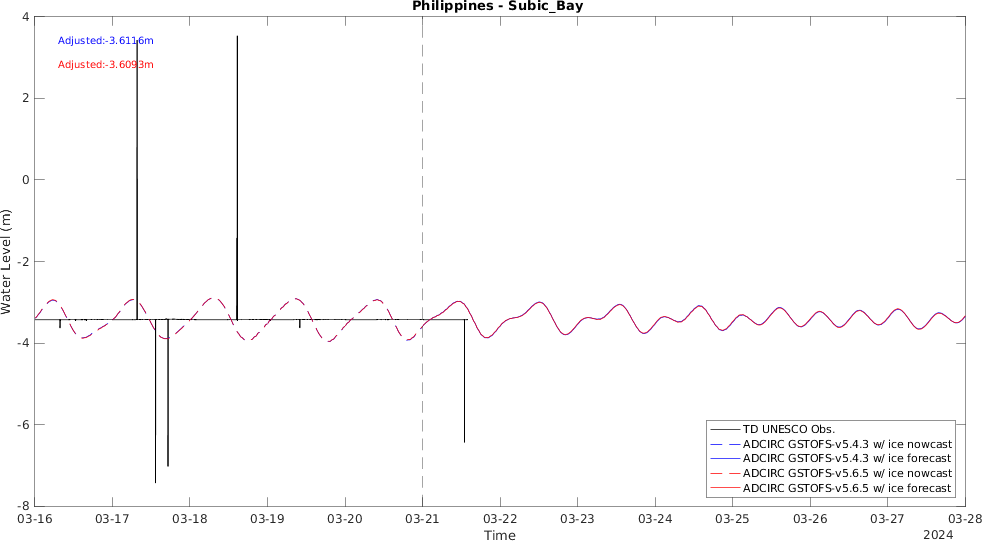 Philippines - Subic_Bay
Adjusted:-3.6116m
Adjusted:-3.6093m
4
2
0
-2
-4
-6
-8
Water Level (m)
TD UNESCO Obs.
ADCIRC GSTOFS-v5.4.3 w/ ice nowcast
ADCIRC GSTOFS-v5.4.3 w/ ice forecast
ADCIRC GSTOFS-v5.6.5 w/ ice nowcast
ADCIRC GSTOFS-v5.6.5 w/ ice forecast
03-16 03-17 03-18 03-19 03-20 03-21 03-22 03-23 03-24 03-25 03-26 03-27 03-28
Time
2024